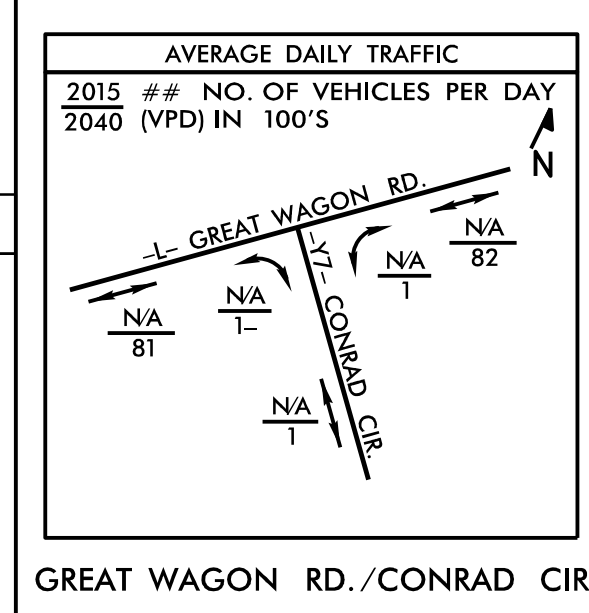 AVERAGE DAILY TRAFFIC
2015 ## NO. OF VEHICLES PER DAY
2040 (VPD) IN 100'S
N
-L- GREAT WAGON RD.
N/A
82
N/A
1
N/A
1-
N/A
81
-Y7- CONRAD CIR.
N/A
1
GREAT WAGON RD./CONRAD CIR